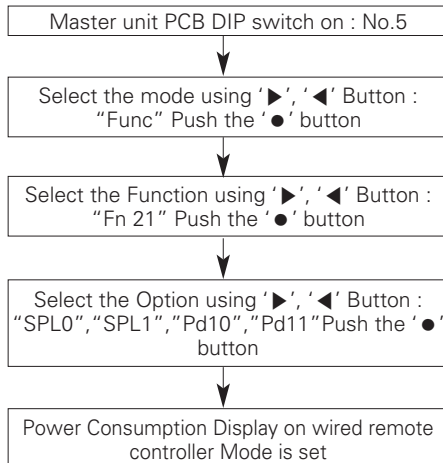 Master unit PCB DIP switch on : No.5
Select the mode using ‘▶’, ‘◀’ Button :
“Func” Push the ‘●’ button
Select the Function using ‘▶’, ‘◀’ Button :
“Fn 21” Push the ‘●’ button
Select the Option using ‘▶’, ‘◀’ Button :
“SPL0”,“SPL1”,”Pd10”,”Pd11”Push the ‘●’
button
Power Consumption Display on wired remote
controller Mode is set